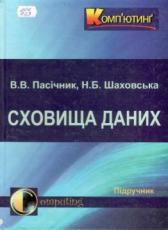 КОМП'ЮТИНГ
В.В. Пасічник, Н.Б. Шаховська
СХОВИЩА ДАНИХ
Підручник
Computing